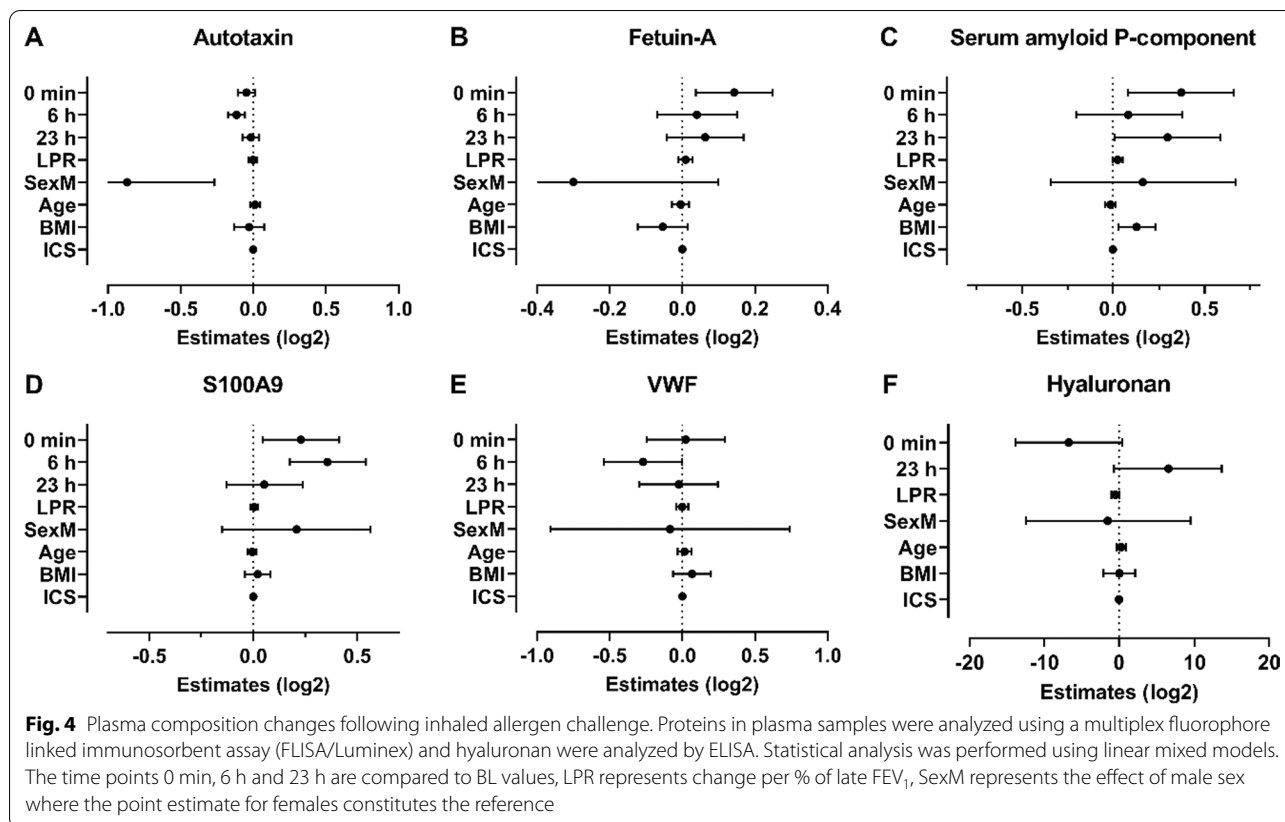 A Autotaxin
0 min
6 h
23 h
LPR
SexM
Age
BMI
ICS
-1.0 -0.5 0.0 0.5 1.0
Estimates (log2)
B Fetuin-A
0 min
6 h
23 h
LPR
SexM
Age
BMI
ICS
-0.4 -0.2 0.0 0.2 0.4
Estimates (log2)
C Serum amyloid P-component
0 min
6 h
23 h
LPR
SexM
Age
BMI
ICS
-0.5 0.0 0.5
Estimates (log2)
D S100A9
0 min
6 h
23 h
LPR
SexM
Age
BMI
ICS
-0.5 0.0 0.5
Estimates (log2)
E VWF
0 min
6 h
23 h
LPR
SexM
Age
BMI
ICS
-1.0 -0.5 0.0 0.5 1.0
Estimates (log2)
F Hyaluronan
0 min
23 h
LPR
SexM
Age
BMI
ICS
-20 -10 0 10 20
Estimates (log2)
Fig. 4 Plasma composition changes following inhaled allergen challenge. Proteins in plasma samples were analyzed using a multiplex fluorophore
linked immunosorbent assay (FLISA/Luminex) and hyaluronan were analyzed by ELISA. Statistical analysis was performed using linear mixed models.
The time points 0 min, 6 h and 23 h are compared to BL values, LPR represents change per % of late FEV1, SexM represents the effect of male sex
where the point estimate for females constitutes the reference